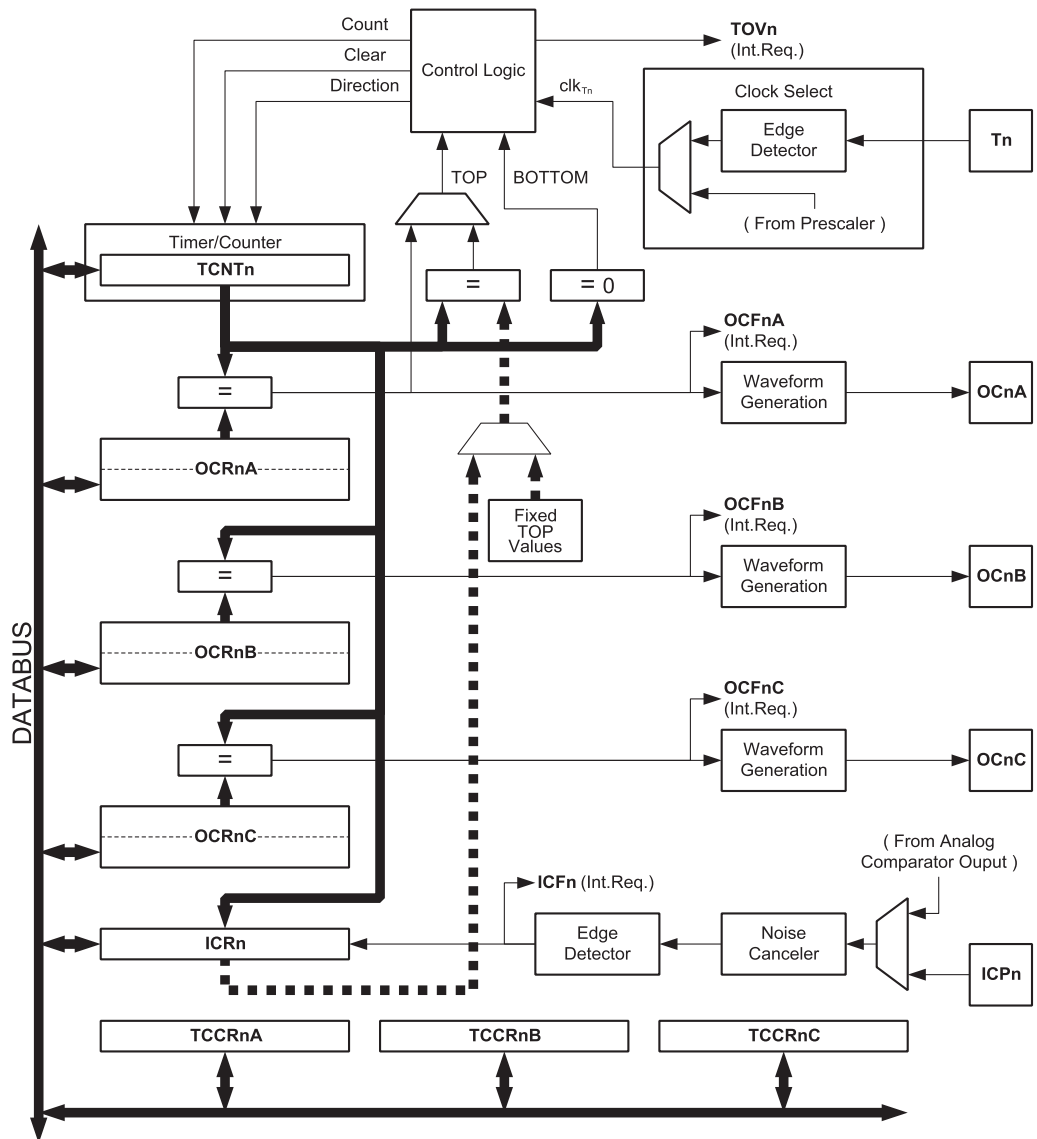 Count
Clear
Direction
Control Logic
TOVn
(Int.Req.)
clkTn
Clock Select
Edge
Detector
Tn
( From Prescaler )
TOP
BOTTOM
Timer/Counter
TCNTn
=
= 0
OCFnA
(Int.Req.)
=
Waveform
Generation
OCnA
OCRnA
Fixed
TOP
Values
OCFnB
(Int.Req.)
=
Waveform
Generation
OCnB
OCRnB
DATABUS
OCFnC
(Int.Req.)
=
Waveform
Generation
OCnC
OCRnC
( From Analog
Comparator Ouput )
ICFn (Int.Req.)
ICRn
Edge
Detector
Noise
Canceler
ICPn
TCCRnA
TCCRnB
TCCRnC